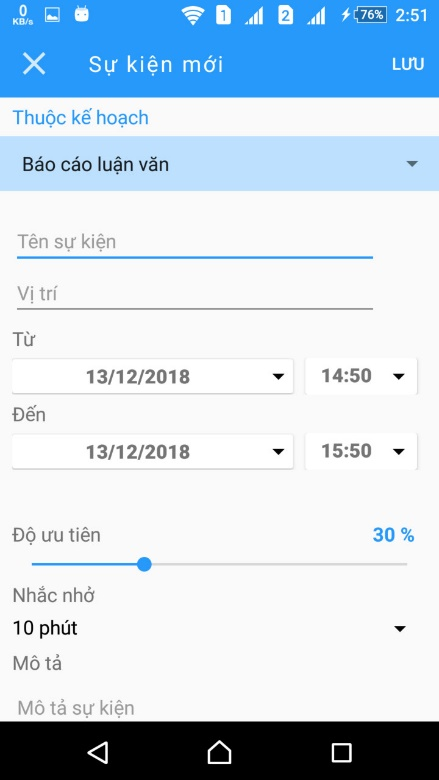 0
KB/s
1
2
76%
2:51
Sự kiện mới
LƯU
Thuộc kế hoạch
Báo cáo luận văn
Tên sự kiện
Vị trí
Từ
13/12/2018
14:50
Đến
13/12/2018
15:50
Độ ưu tiên
30 %
Nhắc nhở
10 phút
Mô tả
Mô tả sự kiện